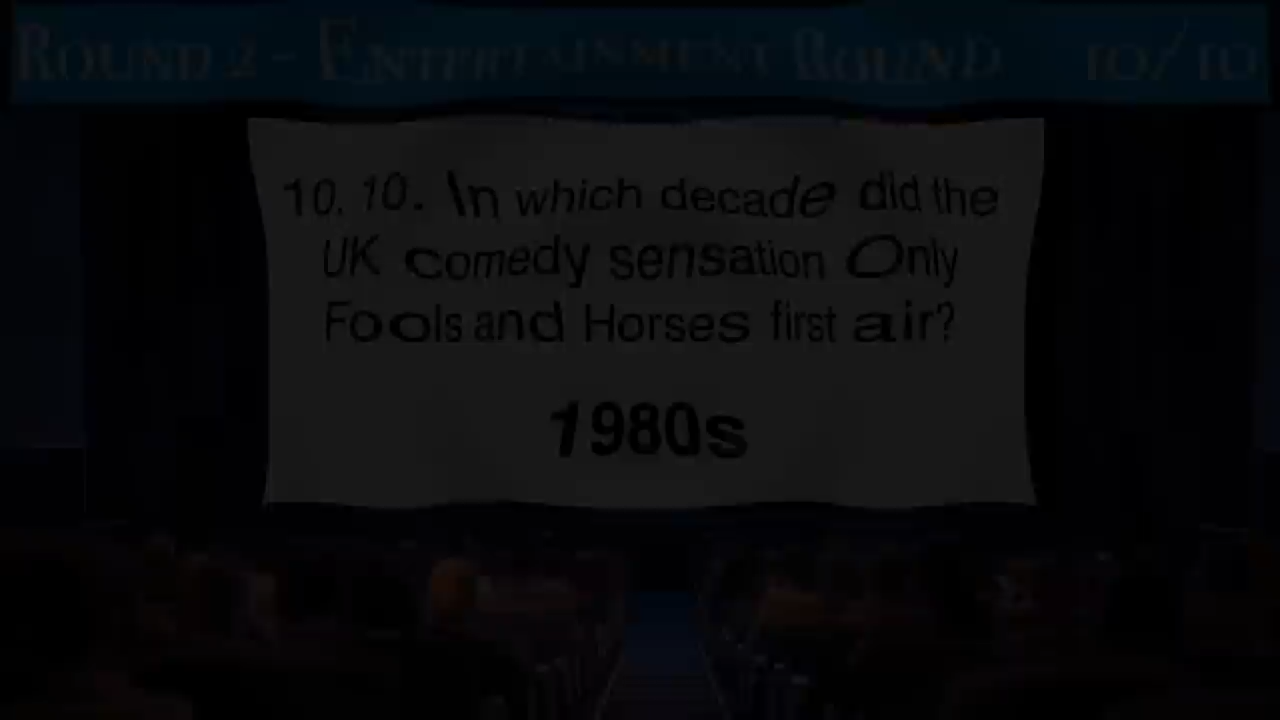 Round 2 - Entertainment Round 10/10
10. 10. In which decade did the
UK comedy sensation Only
Fools and Horses first air?
1980s